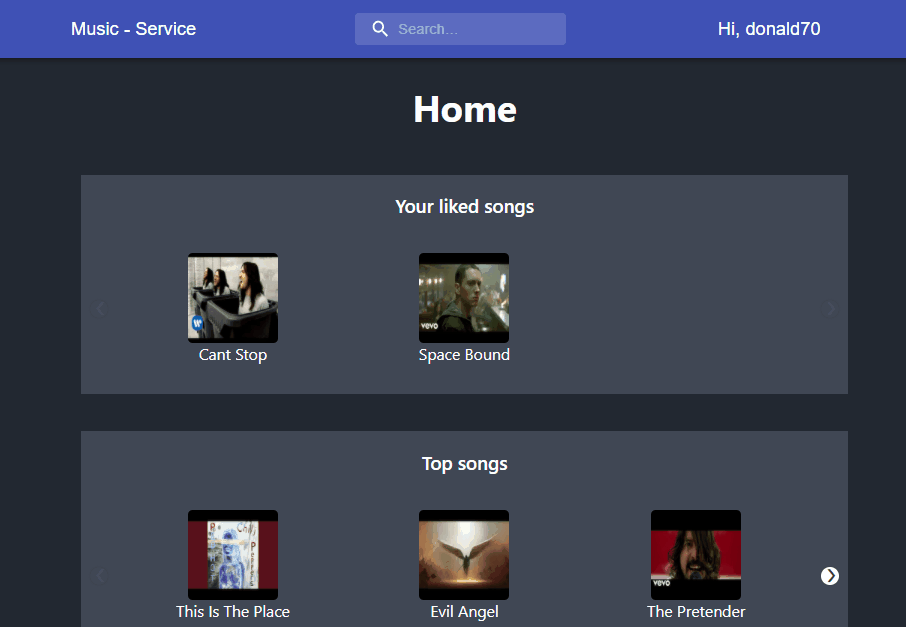 Music - Service
Search...
Hi, donald70
Home
Your liked songs
vevo
Cant Stop
Space Bound
Top songs
vevo
This Is The Place
Evil Angel
The Pretender